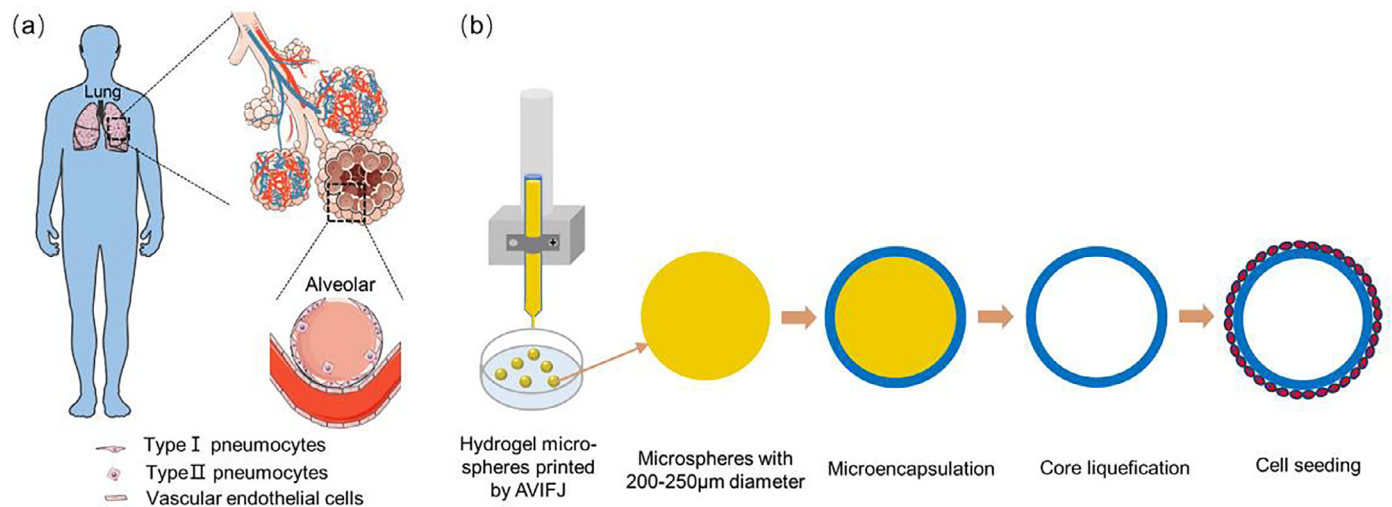 (a)
Lung
Alveolar
Type Ⅰ pneumocytes
Type Ⅱ pneumocytes
Vascular endothelial cells
(b)
+
Hydrogel micro-
spheres printed
by AVIFJ
Microspheres with
200-250μm diameter
Microencapsulation
Core liquefication
Cell seeding